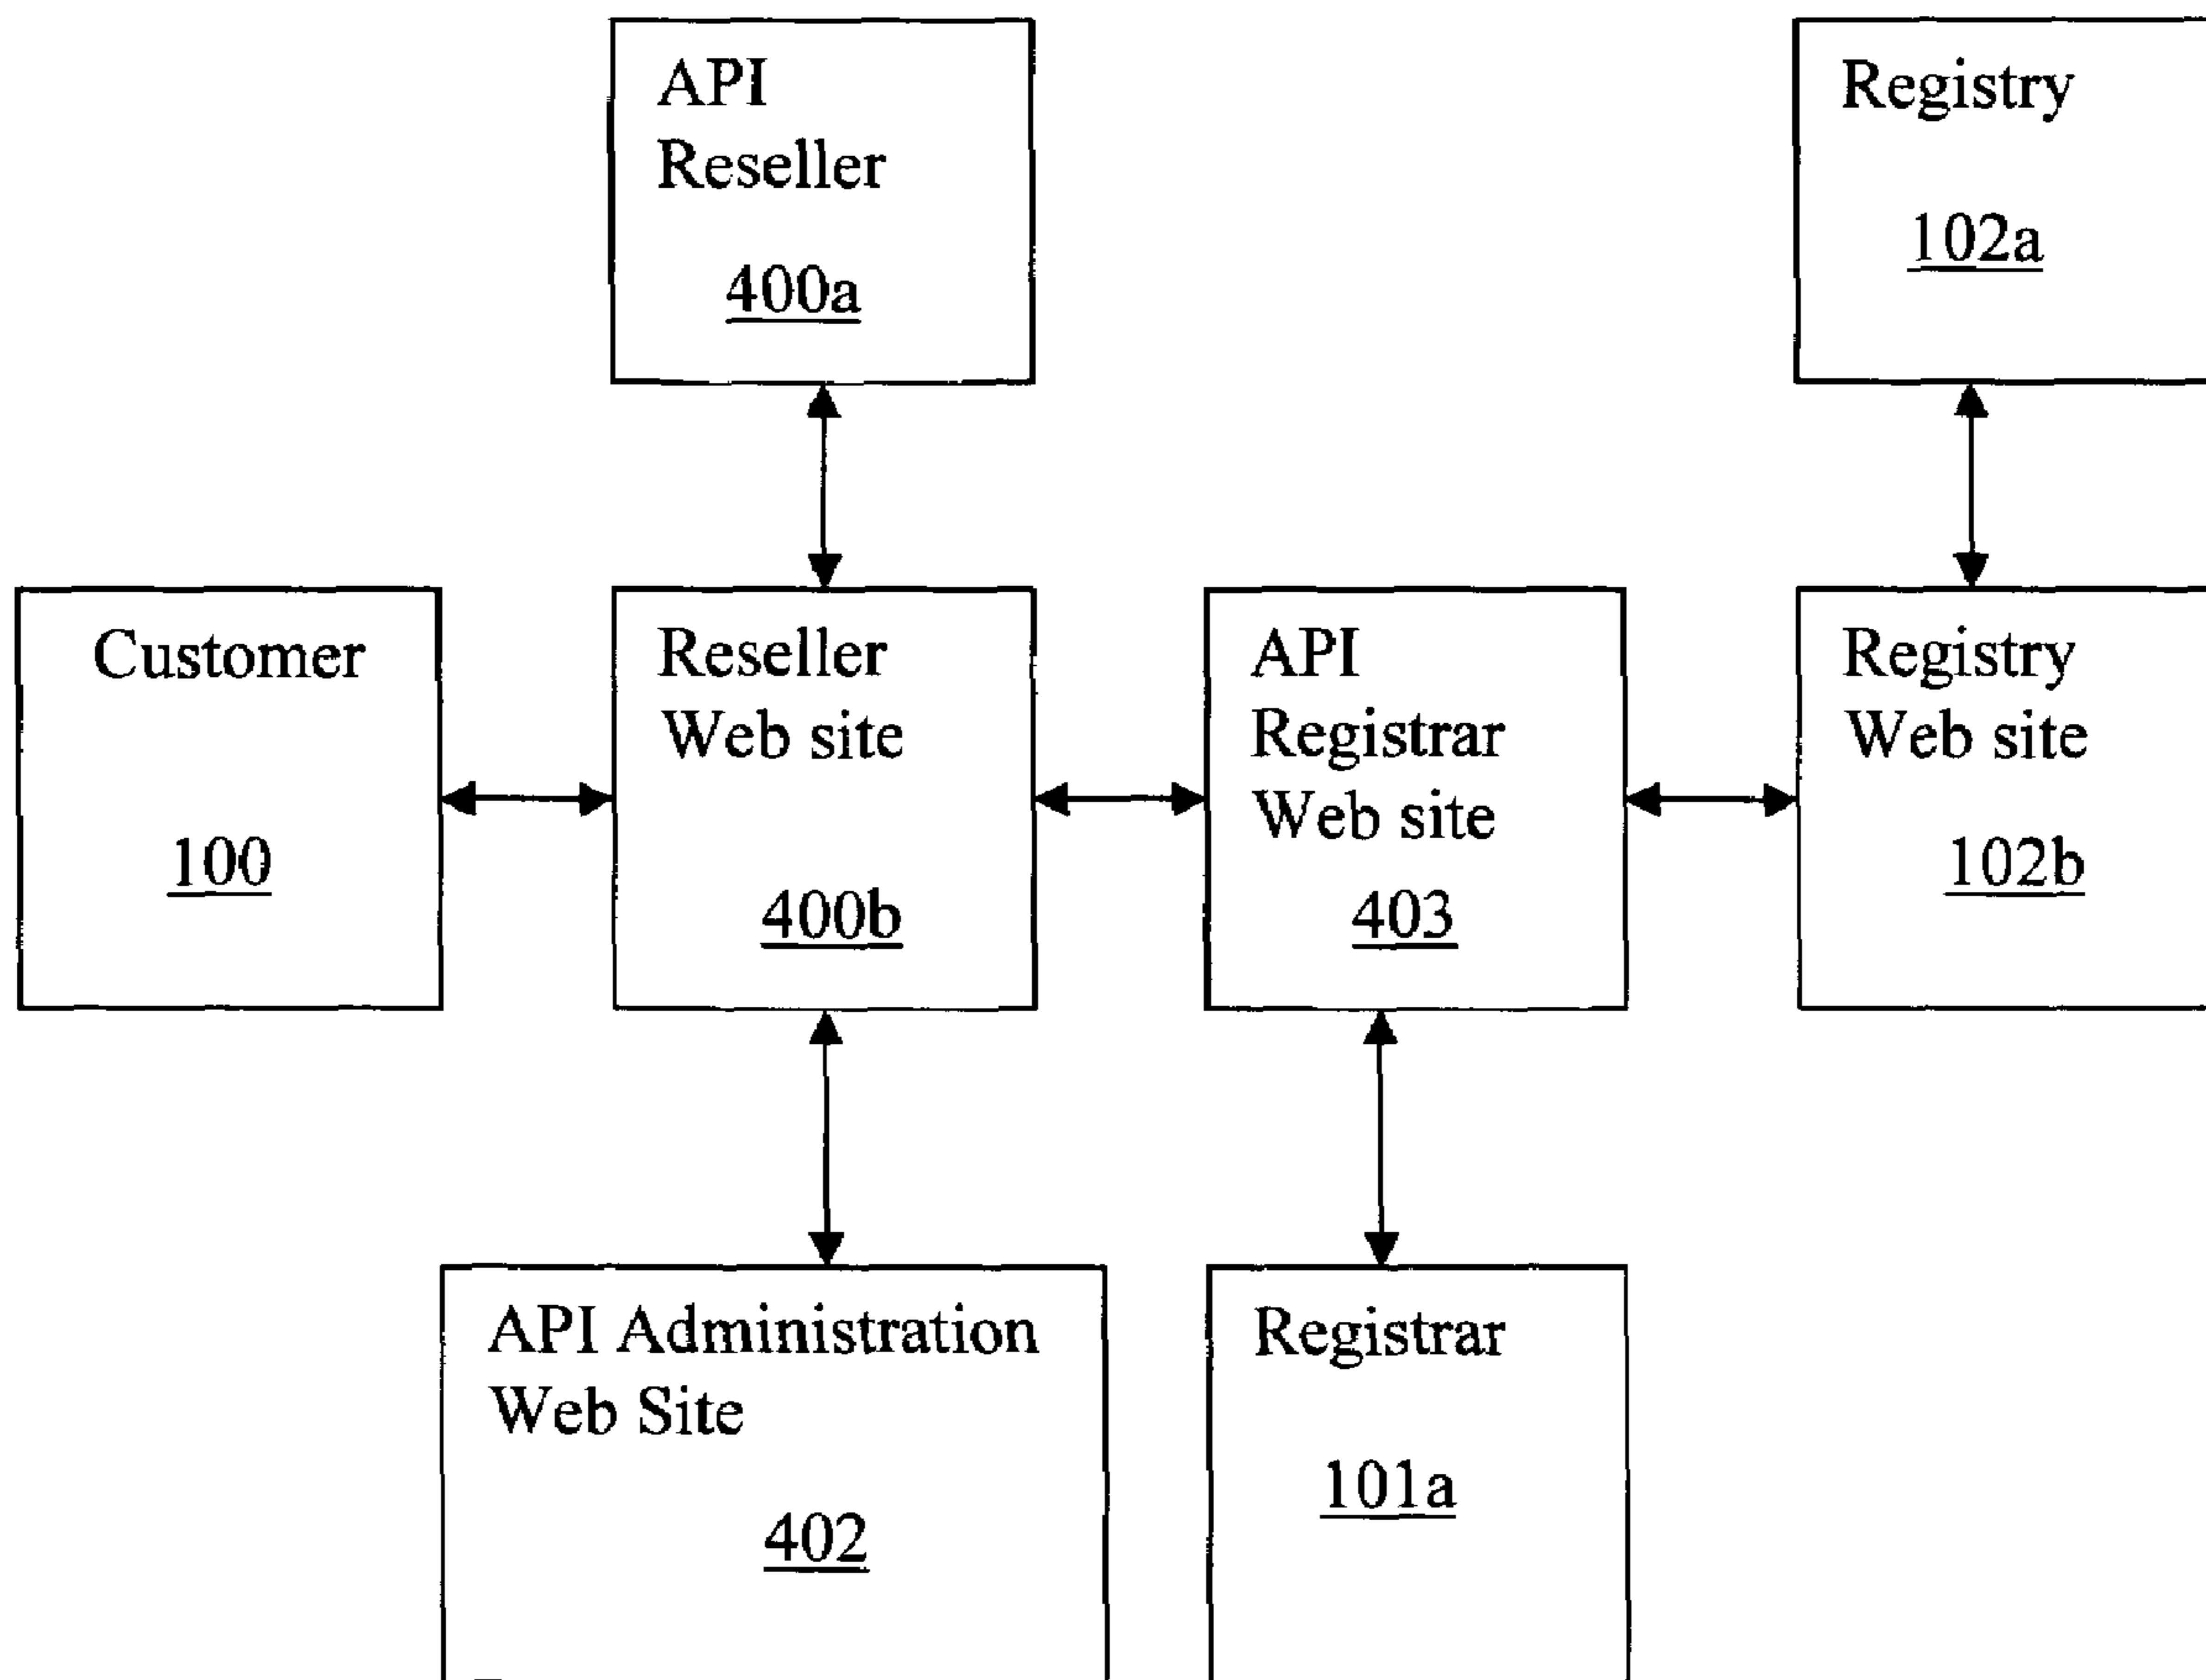 API
Reseller
400a
Registry
102a
Customer
100
Reseller
Web site
400b
API
Registrar
Web site
403
Registry
Web site
102b
API Administration
Web Site
402
Registrar
101a